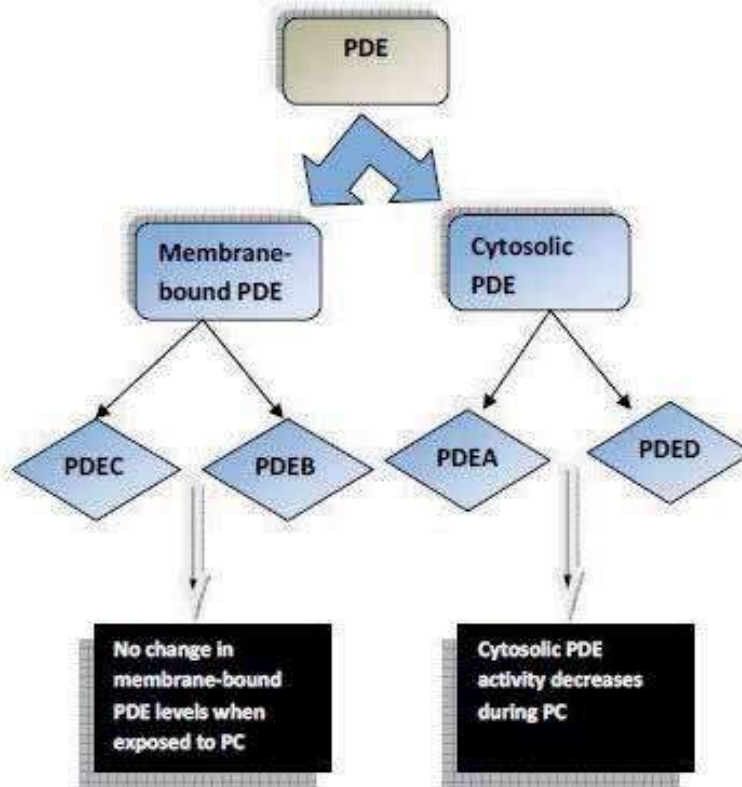 PDE
Membrane-
bound PDE
Cytosolic
PDE
PDEC
PDEB
PDEA
PDED
No change in
membrane-bound
PDE levels when
exposed to PC
Cytosolic PDE
activity decreases
during PC